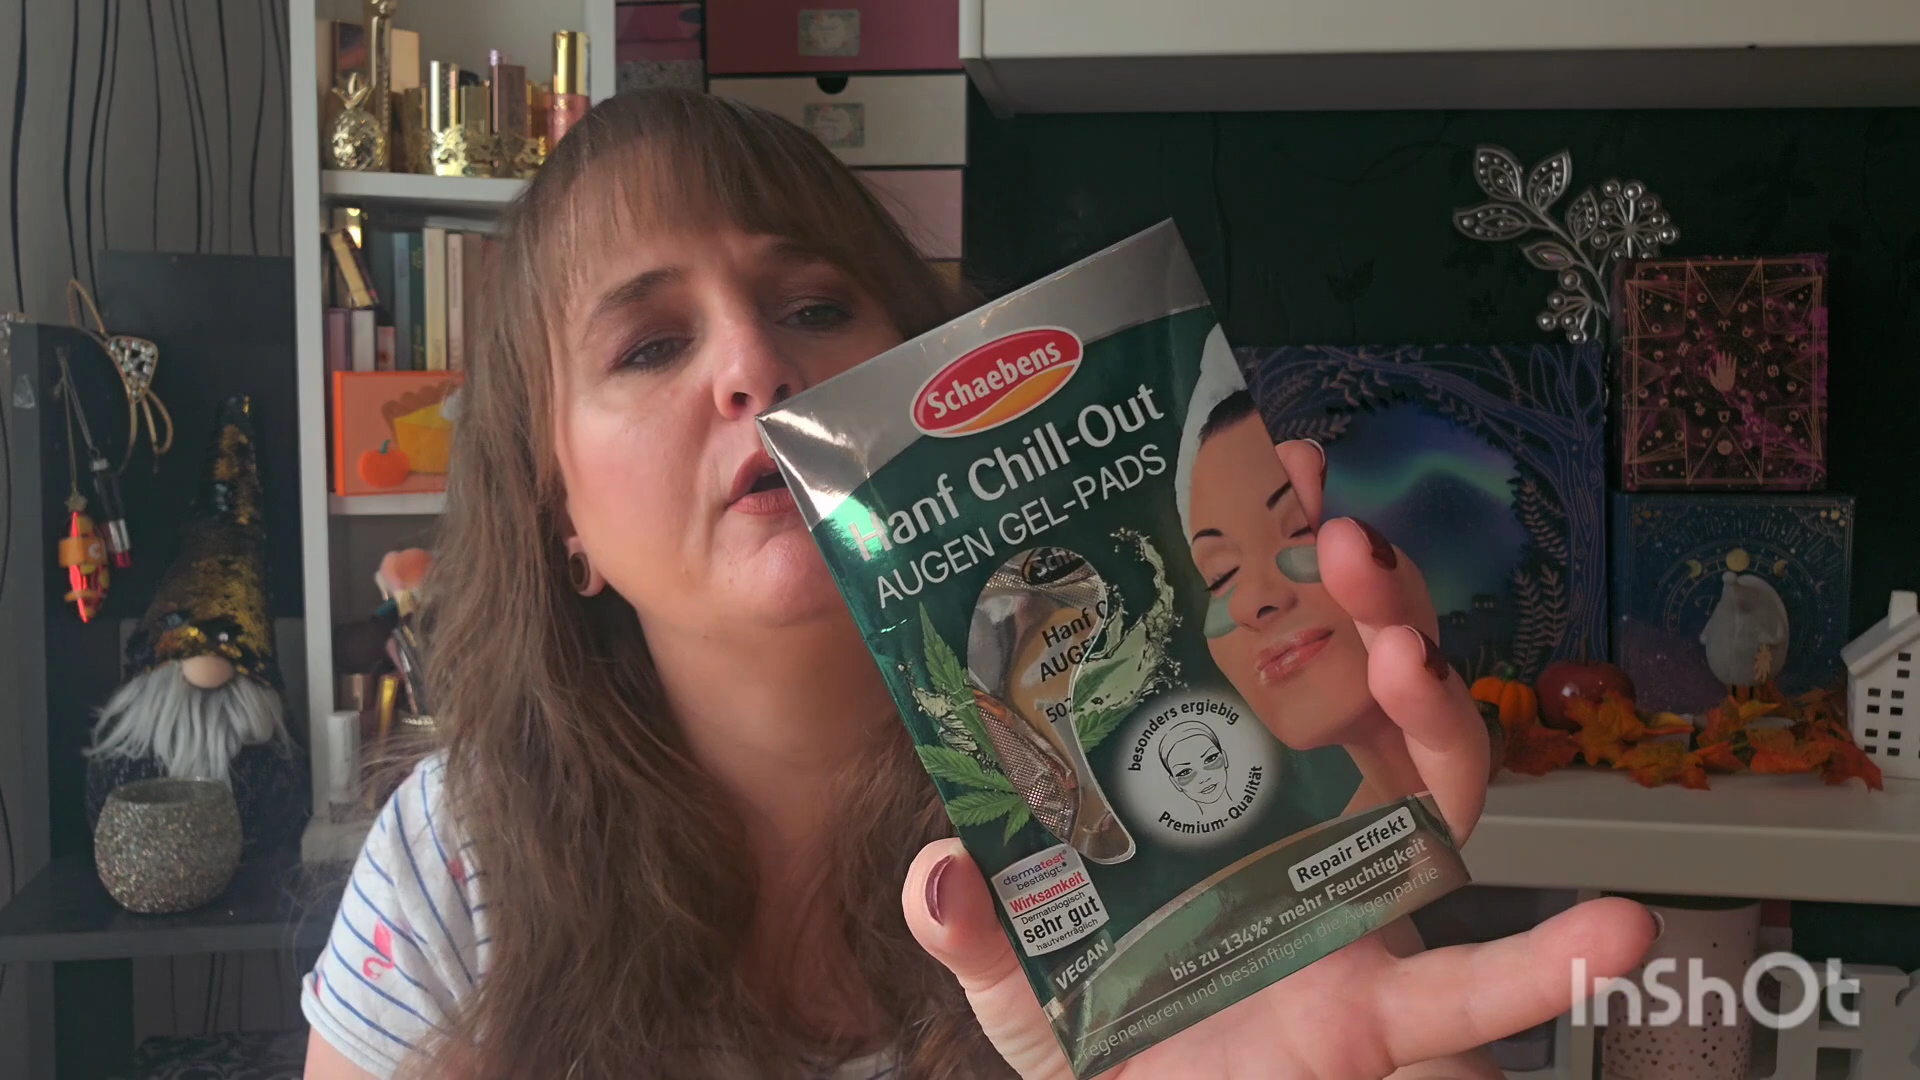 Schaebens
Hanf Chill-Out
AUGEN GEL-PADS
Hanf
besonders ergiebig
Premium-Qualität
dermatest
bestätigt:*
Wirksamkeit
Dermatologisch
sehr gut
hautverträglich
VEGAN
Repair Effekt
bis zu 134%* mehr Feuchtigkeit
regenerieren und besänftigen die Augenpartie
InShOt